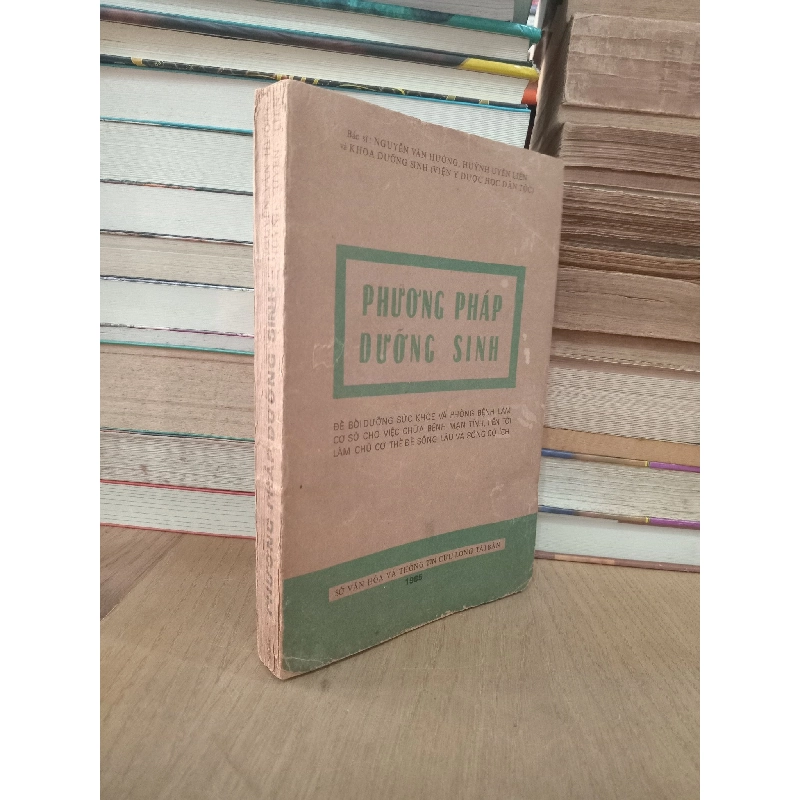 Bác sĩ: NGUYỄN VĂN HƯỞNG, HUỲNH UYỂN LIÊN
và KHOA DƯỠNG SINH (VIỆN Y DƯỢC HỌC DÂN TỘC)
PHƯƠNG PHÁP
DƯỠNG SINH
ĐỂ BỒI DƯỠNG SỨC KHỎE VÀ PHÒNG BỆNH LÀM
CƠ SỞ CHO VIỆC CHỮA BỆNH MẠN TÍNH, TIẾN TỚI
LÀM CHỦ CƠ THỂ ĐỂ SỐNG LÂU VÀ SỐNG CÓ ÍCH
SỞ VĂN HÓA VÀ THÔNG TIN CỬU LONG TÁI BẢN
PHƯƠNG PHÁP DƯỠNG SINH